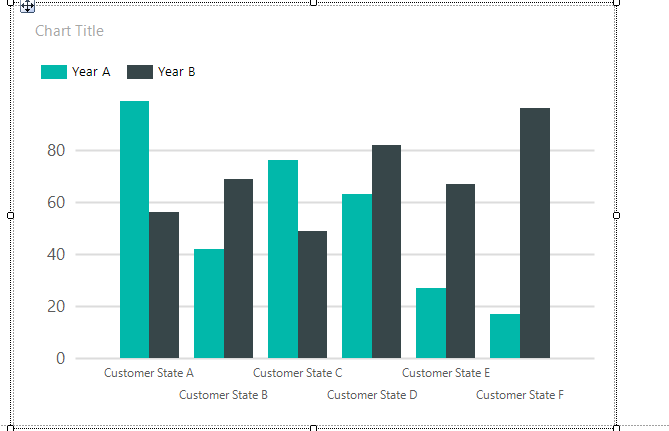 Chart Title
Year A Year B
80
60
40
20
0
Customer State A Customer State C Customer State E
Customer State B Customer State D Customer State F